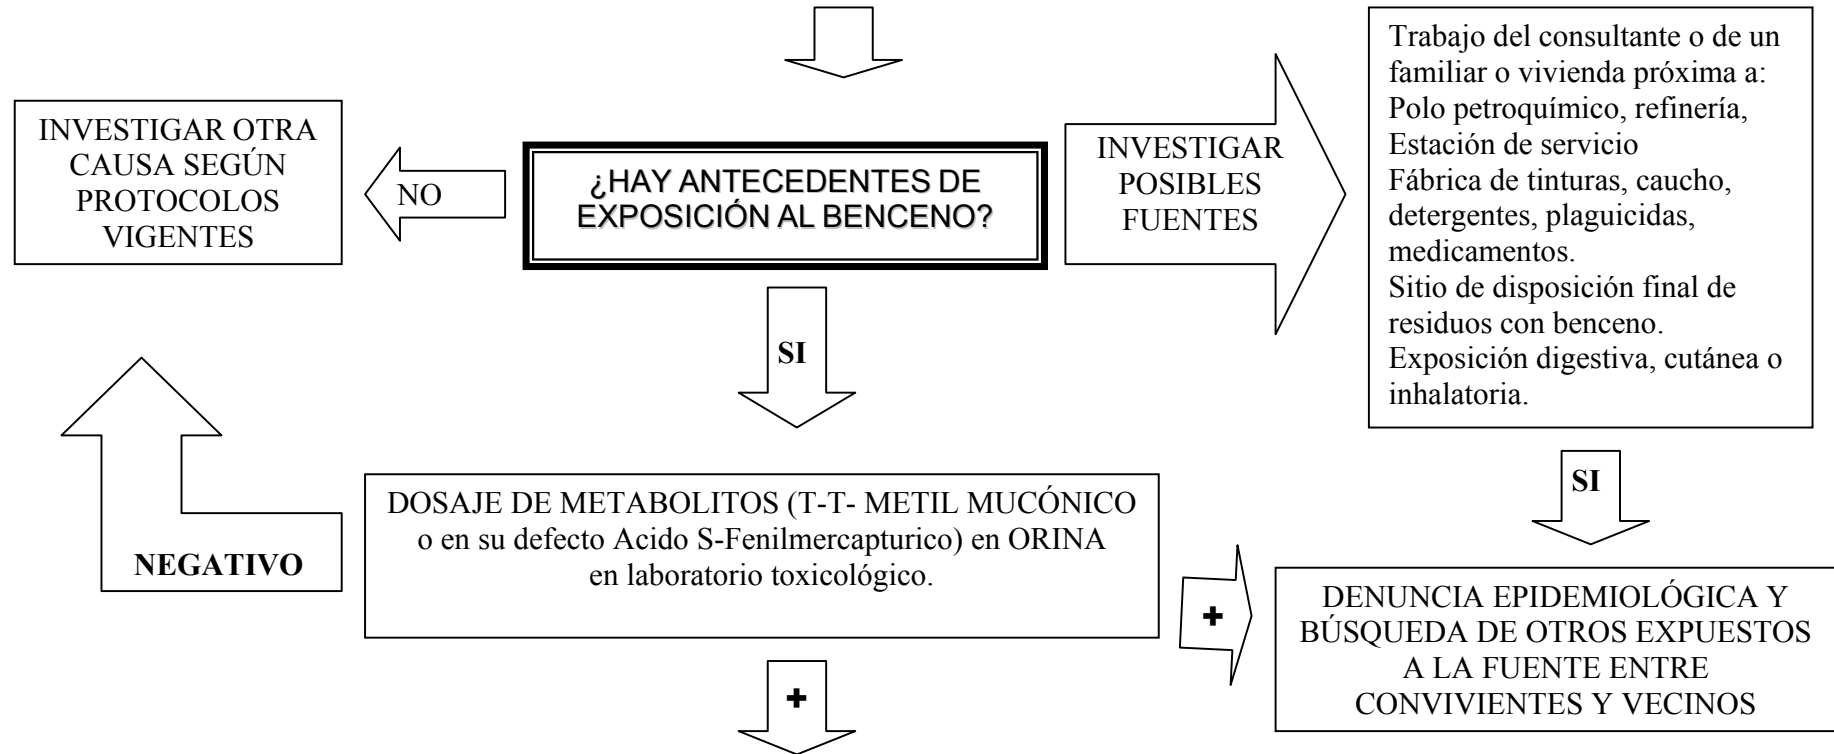 INVESTIGAR OTRA
CAUSA SEGÚN
PROTOCOLOS
VIGENTES
NO
¿HAY ANTECEDENTES DE
EXPOSICIÓN AL BENCENO?
INVESTIGAR
POSIBLES
FUENTES
Trabajo del consultante o de un
familiar o vivienda próxima a:
Polo petroquímico, refinería,
Estación de servicio
Fábrica de tinturas, caucho,
detergentes, plaguicidas,
medicamentos.
Sitio de disposición final de
residuos con benceno.
Exposición digestiva, cutánea o
inhalatoria.
SI
SI
NEGATIVO
DOSAJE DE METABOLITOS (T-T- METIL MUCÓNICO
o en su defecto Acido S-Fenilmercapturico) en ORINA
en laboratorio toxicológico.
+
DENUNCIA EPIDEMIOLÓGICA Y
BÚSQUEDA DE OTROS EXPUESTOS
A LA FUENTE ENTRE
CONVIVIENTES Y VECINOS
+